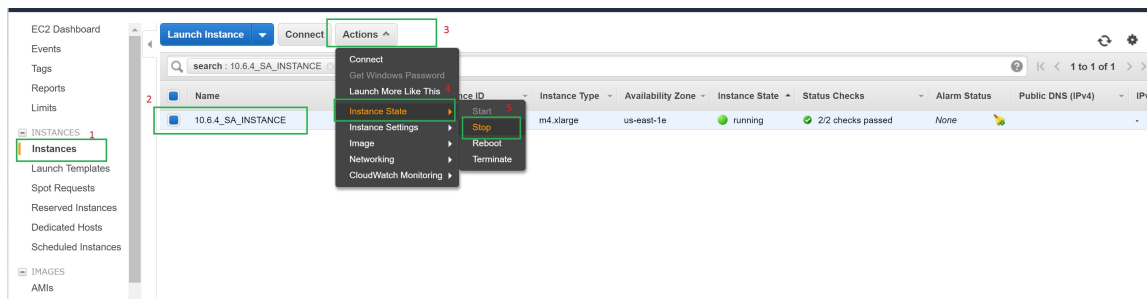 EC2 Dashboard
Events
Tags
Reports
Limits
INSTANCES 1
Instances
Launch Templates
Spot Requests
Reserved Instances
Dedicated Hosts
Scheduled Instances
IMAGES
AMIs
Launch Instance Connect Actions 3
search : 10.6.4_SA_INSTANCE 1 to 1 of 1
2 Name nce ID Instance Type Availability Zone Instance State Status Checks Alarm Status Public DNS (IPv4) IPv
10.6.4_SA_INSTANCE m4.xlarge us-east-1e running 2/2 checks passed None -
Connect
Get Windows Password
Launch More Like This 4
Instance State
Instance Settings
Image
Networking
CloudWatch Monitoring
Start 5
Stop
Reboot
Terminate